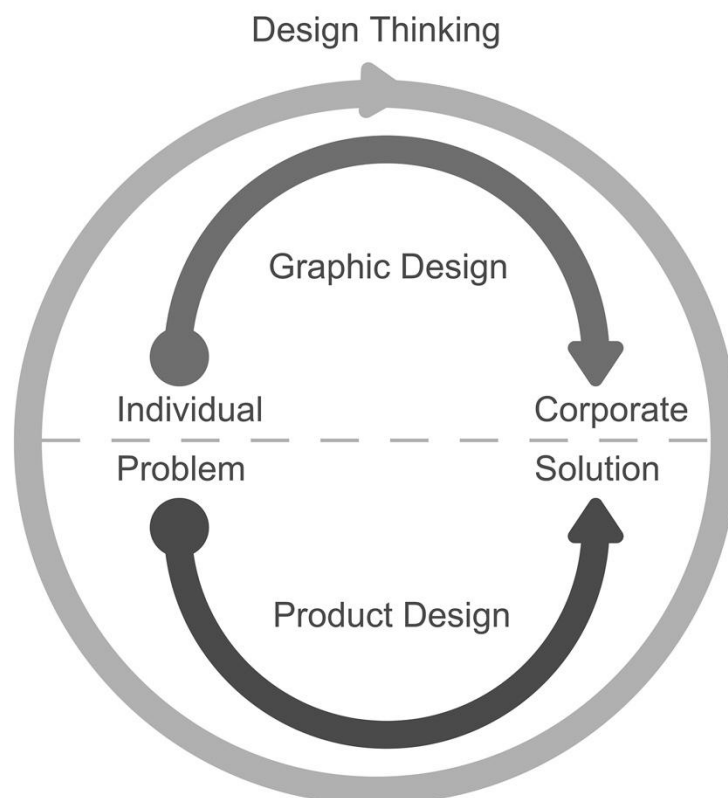 Design Thinking
Graphic Design
Individual
Corporate
Problem
Solution
Product Design